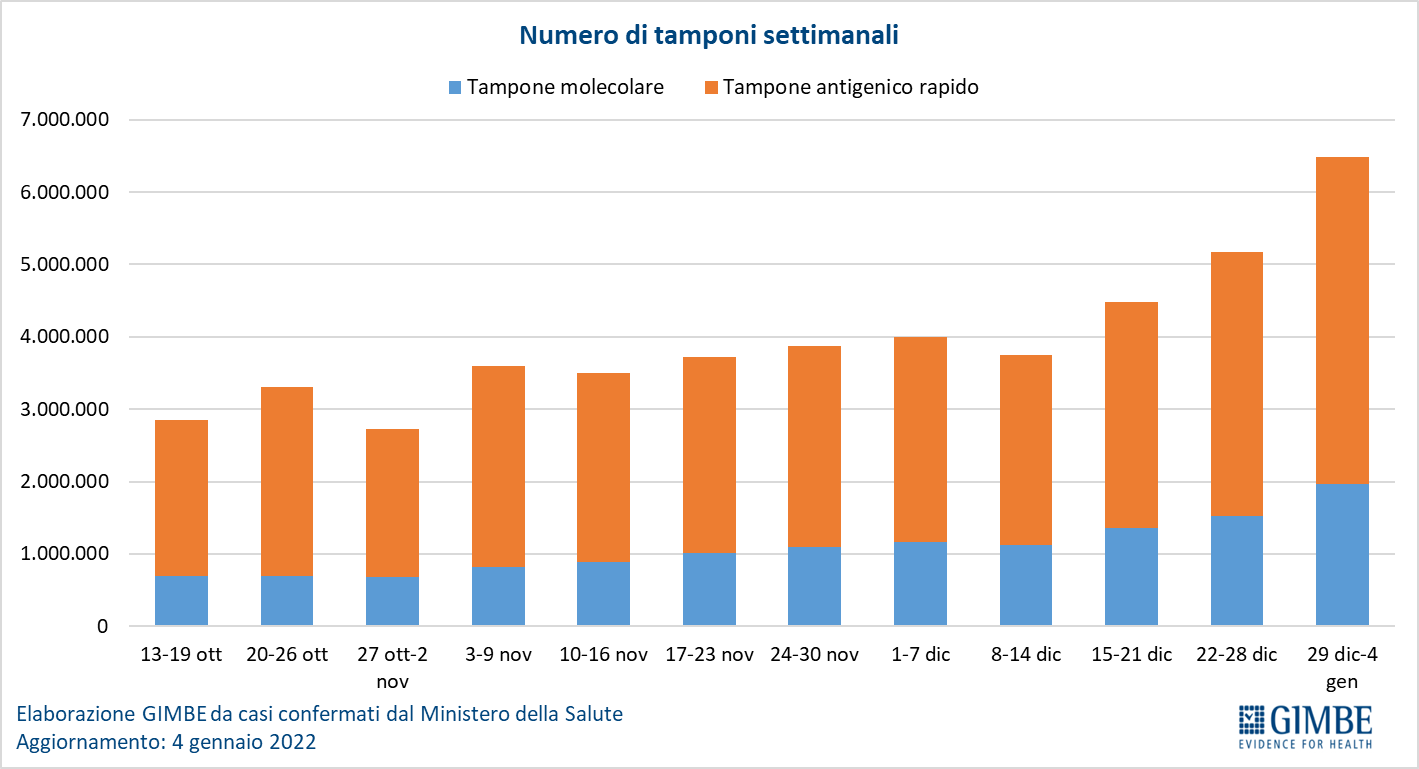 Numero di tamponi settimanali
Tampone molecolare Tampone antigenico rapido
7.000.000
6.000.000
5.000.000
4.000.000
3.000.000
2.000.000
1.000.000
0
13-19 ott 20-26 ott 27 ott-2 3-9 nov 10-16 nov 17-23 nov 24-30 nov 1-7 dic 8-14 dic 15-21 dic 22-28 dic 29 dic-4
nov gen
Elaborazione GIMBE da casi confermati dal Ministero della Salute
Aggiornamento: 4 gennaio 2022
GIMBE
EVIDENCE FOR HEALTH